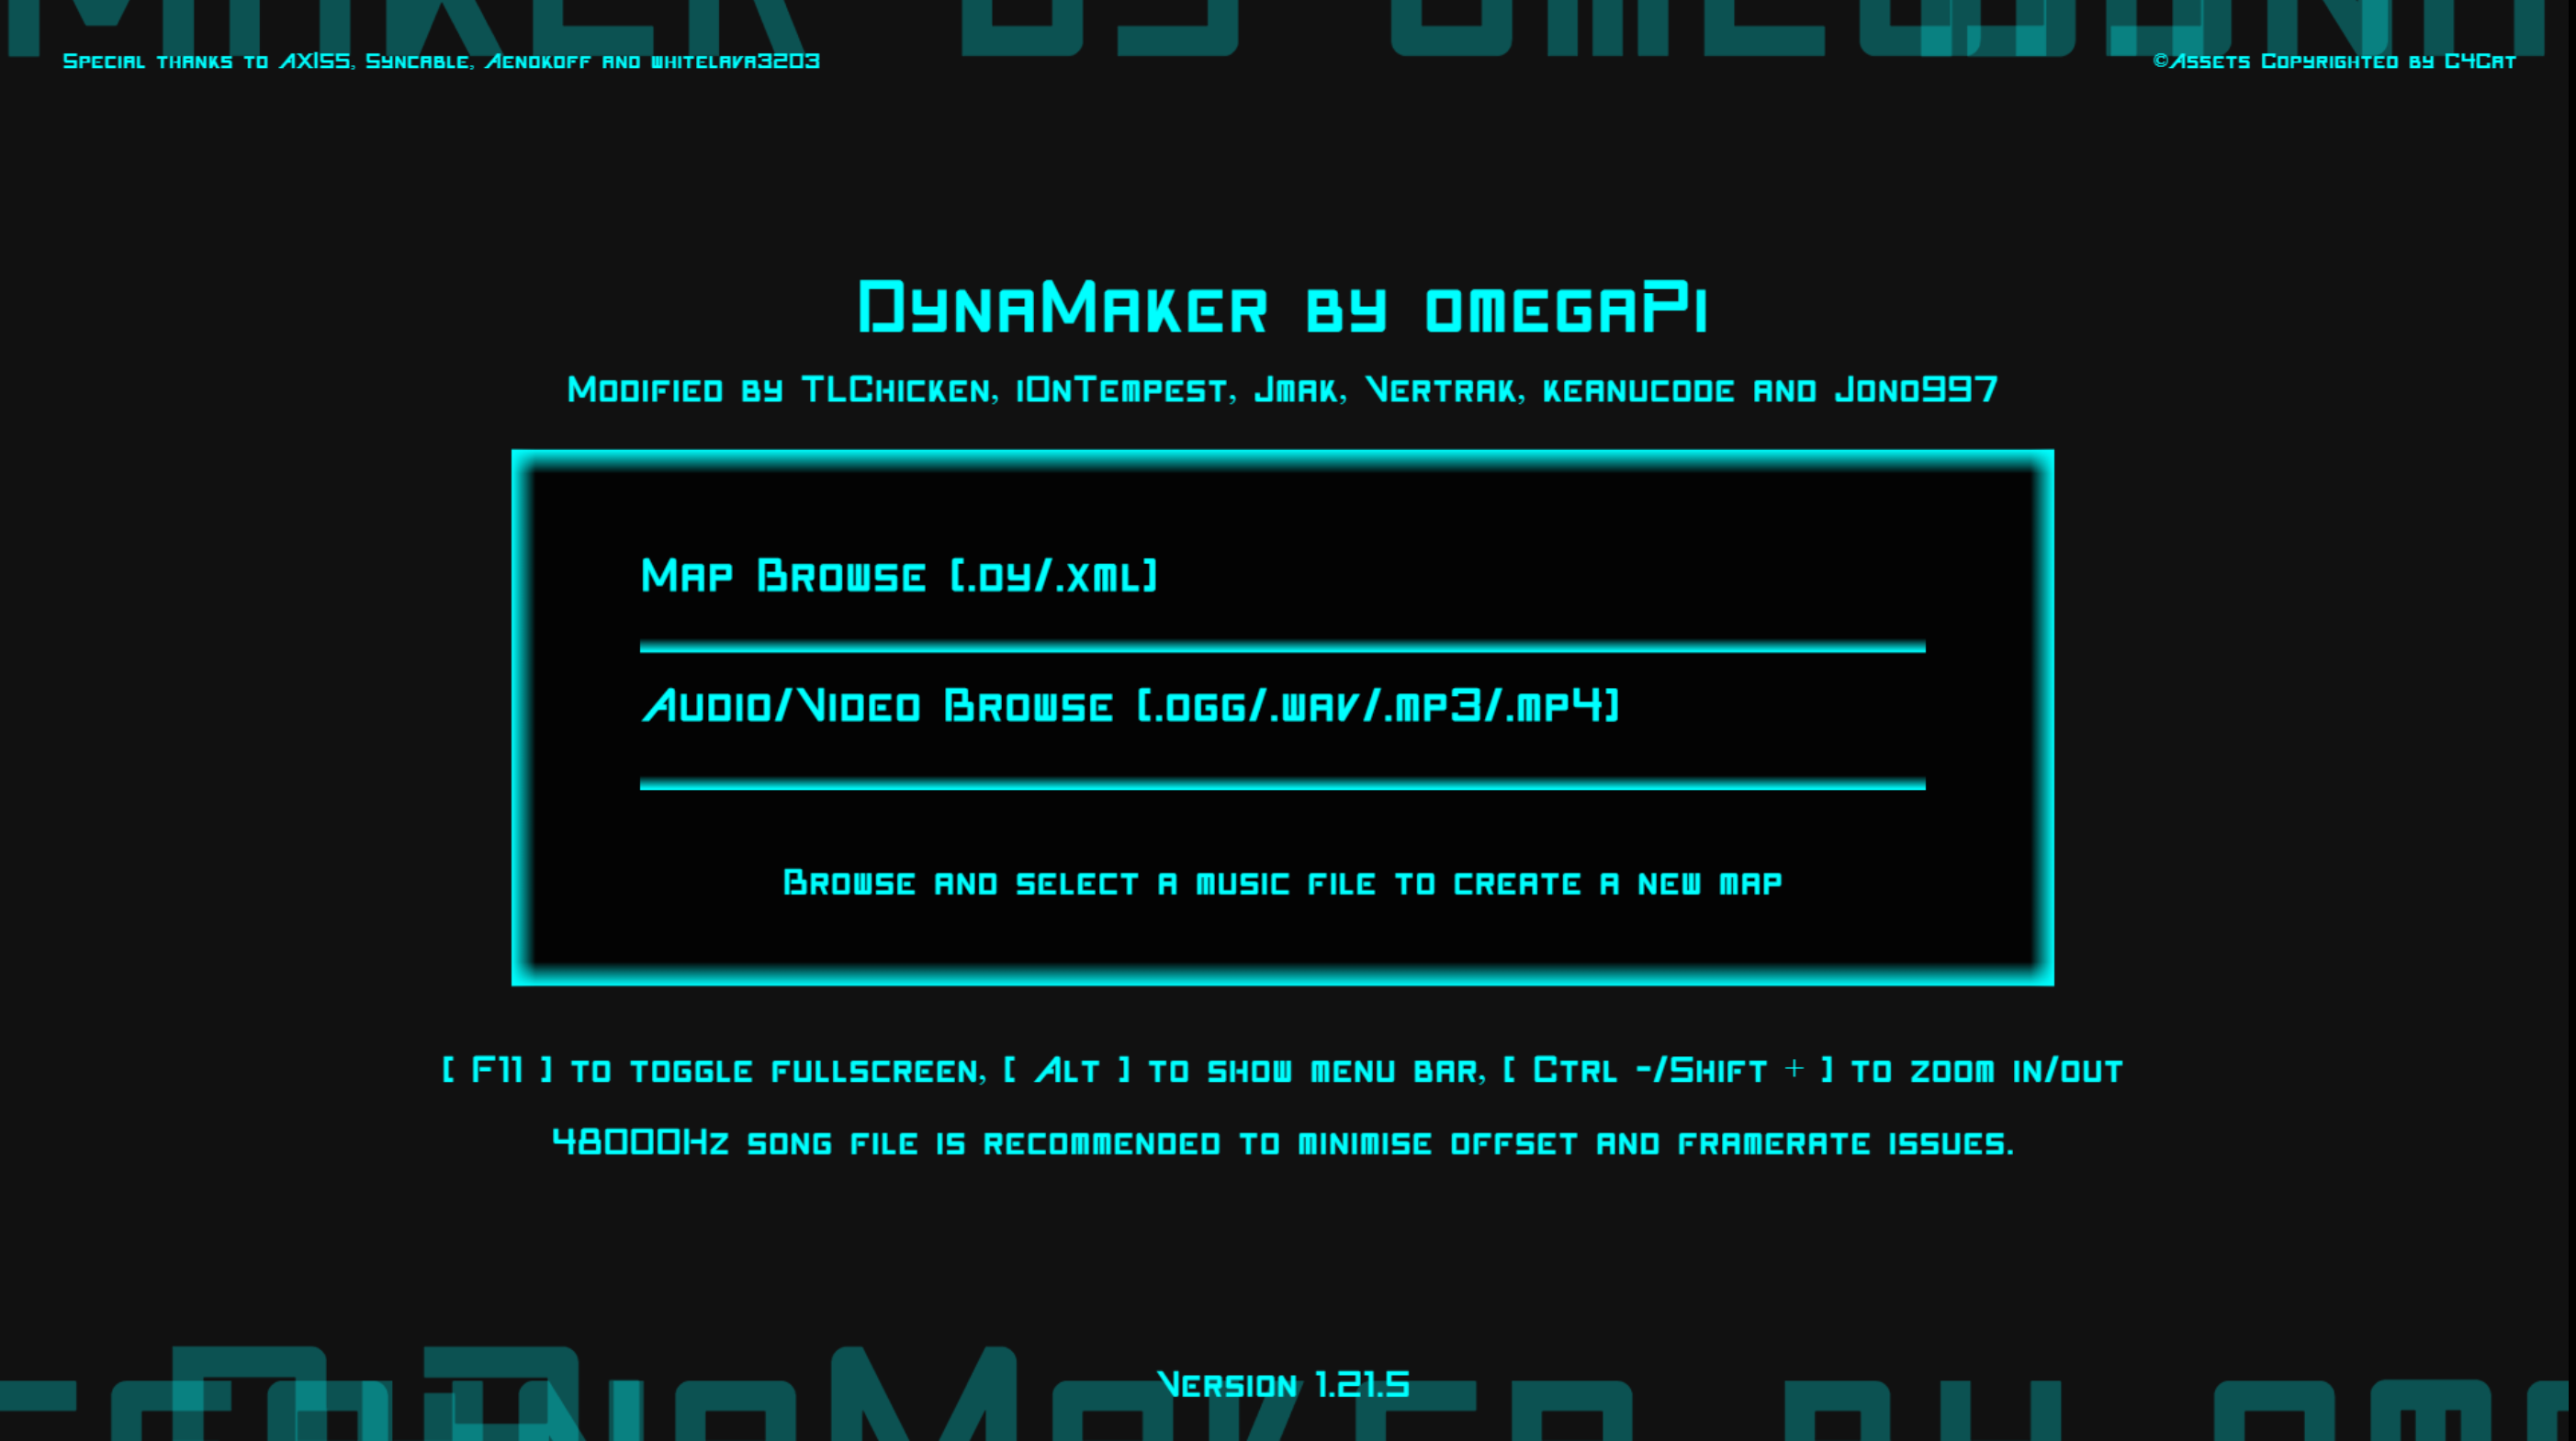 Special thanks to AXISS, Syncable, Aenokoff and whitelava3203
©Assets Copyrighted by C4Cat
DynaMaker by omegaPi
Modified by TLChicken, iOnTempest, Jmak, Vertrak, keanucode and Jono997
Map Browse [.dy/.xml]
Audio/Video Browse [.ogg/.wav/.mp3/.mp4]
Browse and select a music file to create a new map
[ F11 ] to toggle fullscreen, [ Alt ] to show menu bar, [ Ctrl -/Shift + ] to zoom in/out
48000Hz song file is recommended to minimise offset and framerate issues.
Version 1.21.5